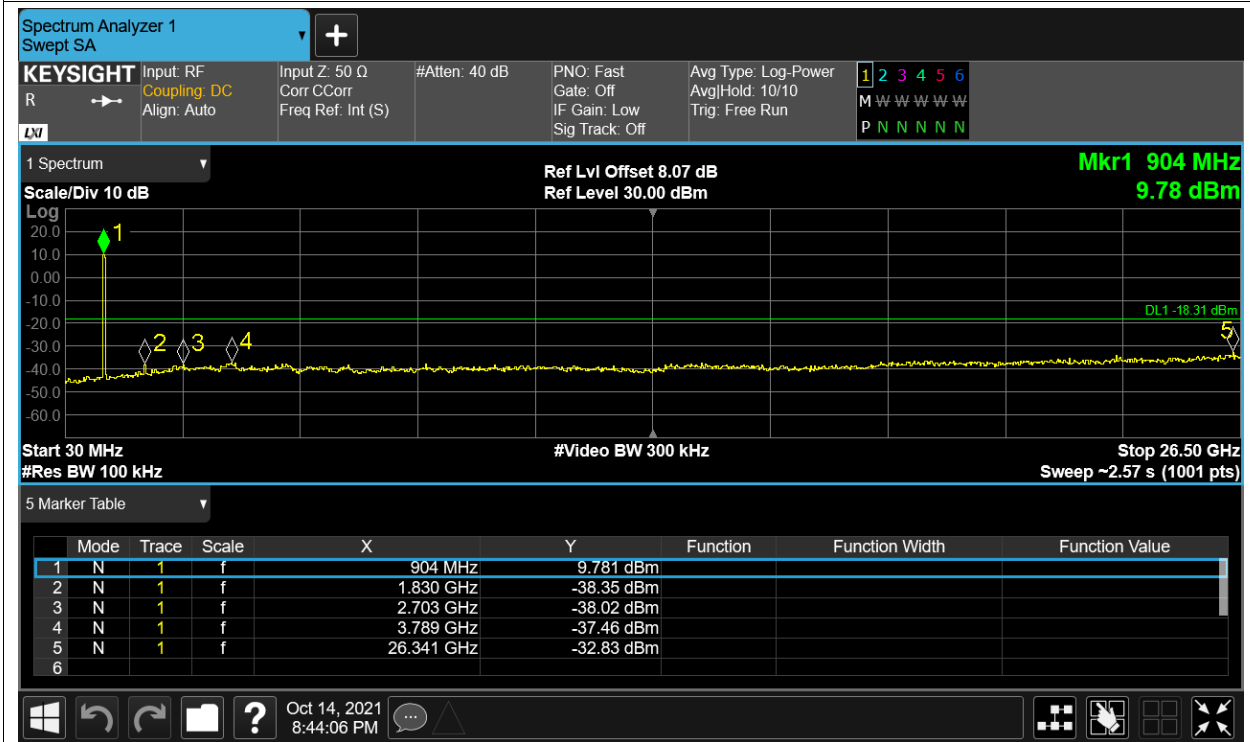 Spectrum Analyzer 1
Swept SA
+
KEYSIGHT
R
LXI
Input: RF
Coupling: DC
Align: Auto
Input Z: 50 Ω
Corr CCorr
Freq Ref: Int (S)
#Atten: 40 dB
PNO: Fast
Gate: Off
IF Gain: Low
Sig Track: Off
Avg Type: Log-Power
Avg|Hold: 10/10
Trig: Free Run
1 2 3 4 5 6
M W W W W W
P N N N N N
1 Spectrum
Scale/Div 10 dB
Ref Lvl Offset 8.07 dB
Ref Level 30.00 dBm
Mkr1 904 MHz
9.78 dBm
Log
20.0
10.0
0.00
-10.0
-20.0
-30.0
-40.0
-50.0
-60.0
1
2
3
4
5
DL1 -18.31 dBm
Start 30 MHz
#Res BW 100 kHz
#Video BW 300 kHz
Stop 26.50 GHz
Sweep ~2.57 s (1001 pts)
5 Marker Table
Mode Trace Scale X Y Function Function Width Function Value
1 N 1 f 904 MHz 9.781 dBm
2 N 1 f 1.830 GHz -38.35 dBm
3 N 1 f 2.703 GHz -38.02 dBm
4 N 1 f 3.789 GHz -37.46 dBm
5 N 1 f 26.341 GHz -32.83 dBm
6
?
Oct 14, 2021
8:44:06 PM